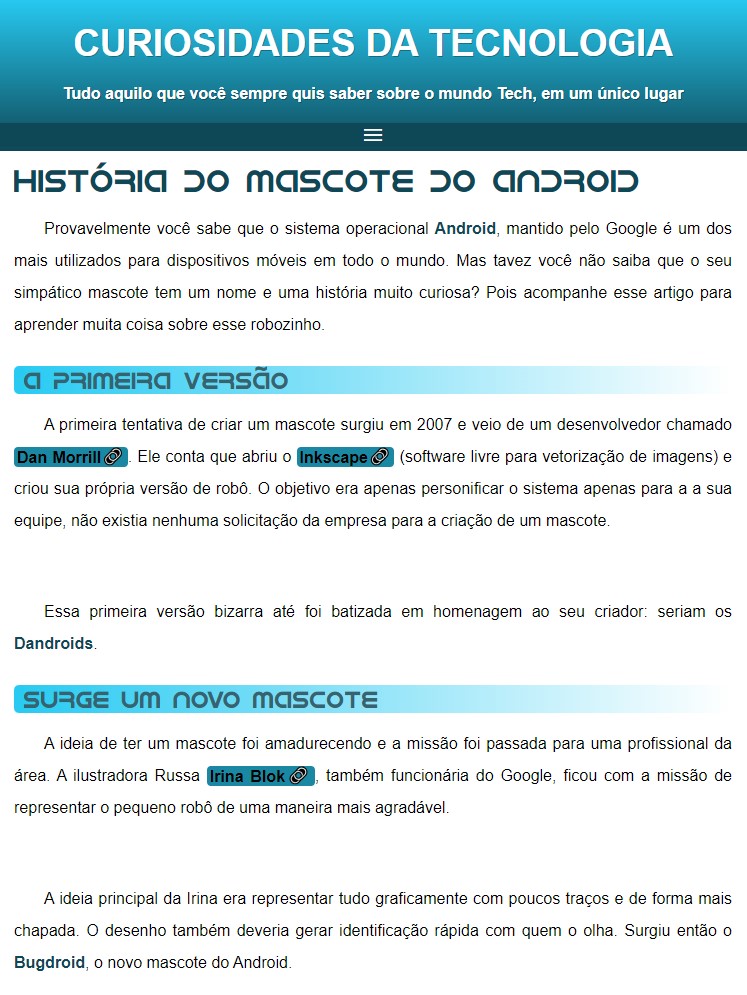 CURIOSIDADES DA TECNOLOGIA
Tudo aquilo que você sempre quis saber sobre o mundo Tech, em um único lugar
HISTÓRIA DO MASCOTE DO ANDROID
Provavelmente você sabe que o sistema operacional Android, mantido pelo Google é um dos
mais utilizados para dispositivos móveis em todo o mundo. Mas tavez você não saiba que o seu
simpático mascote tem um nome e uma história muito curiosa? Pois acompanhe esse artigo para
aprender muita coisa sobre esse robozinho.
A PRIMEIRA VERSÃO
A primeira tentativa de criar um mascote surgiu em 2007 e veio de um desenvolvedor chamado
Dan Morrill. Ele conta que abriu o Inkscape (software livre para vetorização de imagens) e
criou sua própria versão de robô. O objetivo era apenas personificar o sistema apenas para a a sua
equipe, não existia nenhuma solicitação da empresa para a criação de um mascote.
Essa primeira versão bizarra até foi batizada em homenagem ao seu criador: seriam os
Dandroids.
SURGE UM NOVO MASCOTE
A ideia de ter um mascote foi amadurecendo e a missão foi passada para uma profissional da
área. A ilustradora Russa Irina Blok, também funcionária do Google, ficou com a missão de
representar o pequeno robô de uma maneira mais agradável.
A ideia principal da Irina era representar tudo graficamente com poucos traços e de forma mais
chapada. O desenho também deveria gerar identificação rápida com quem o olha. Surgiu então o
Bugdroid, o novo mascote do Android.